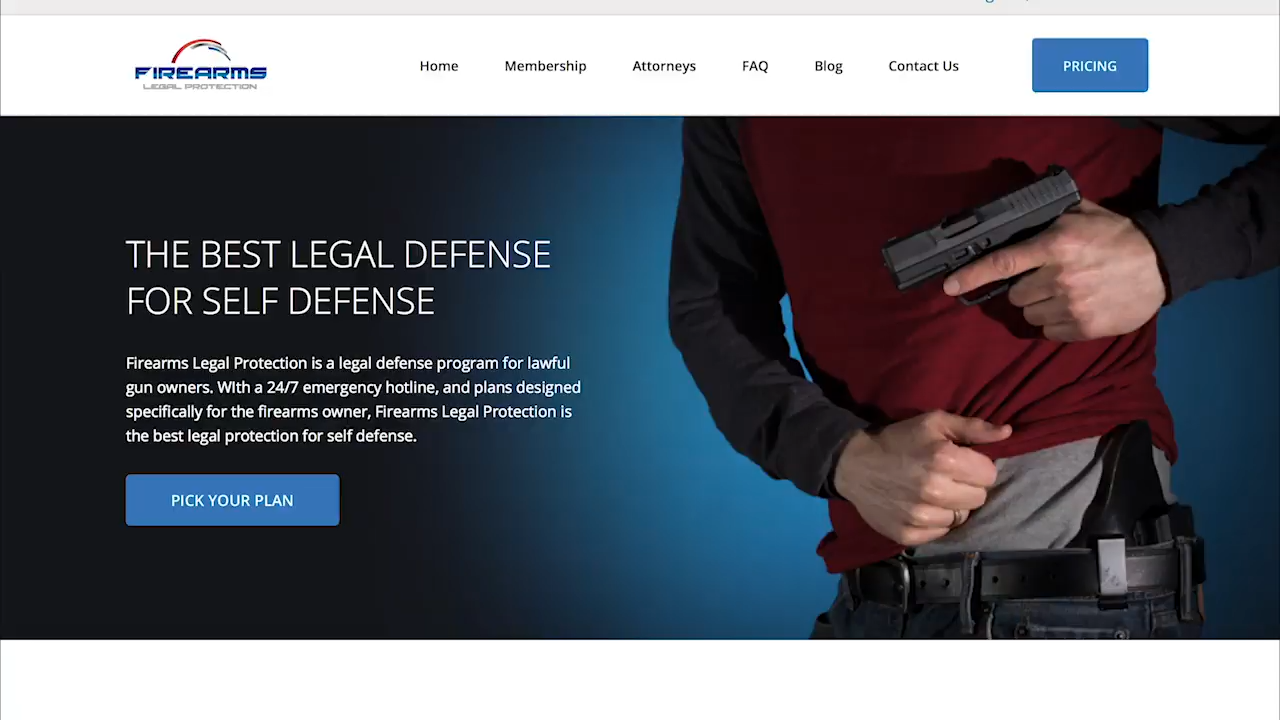 FIREARMS
LEGAL PROTECTION
Home
Membership
Attorneys
FAQ
Blog
Contact Us
PRICING
THE BEST LEGAL DEFENSE
FOR SELF DEFENSE
Firearms Legal Protection is a legal defense program for lawful
gun owners. WIth a 24/7 emergency hotline, and plans designed
specifically for the firearms owner, Firearms Legal Protection is
the best legal protection for self defense.
PICK YOUR PLAN